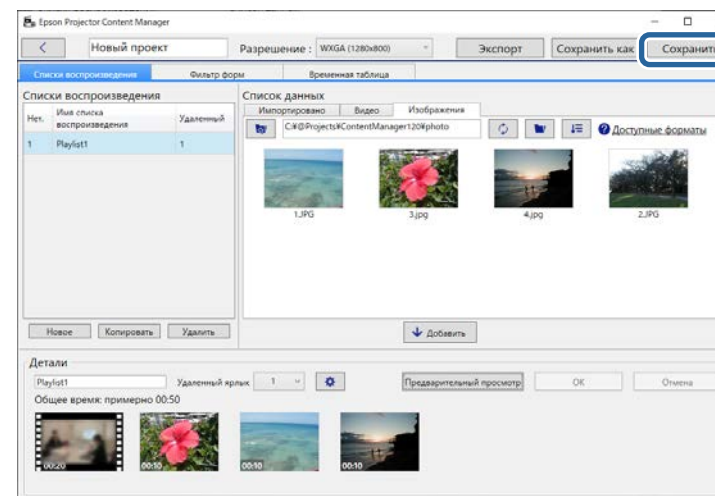 Epson Projector Content Manager
Новый проект Разрешение : WXGA (1280x800) Экспорт Сохранить как Сохранить
Списки воспроизведения Фильтр форм Временная таблица
Списки воспроизведения
Нет. Имя списка воспроизведения Удаленный
1 Playlist1 1
Новое Копировать Удалить
Список данных
Импортировано Видео Изображения
C:¥@Projects¥ContentManager120¥photo Доступные форматы
1.JPG 3.jpg 4.jpg 2.JPG
Добавить
Детали
Playlist1 Удаленный ярлык 1 Предварительный просмотр OK Отмена
Общее время: примерно 00:50
00:20 00:10 00:10 00:10